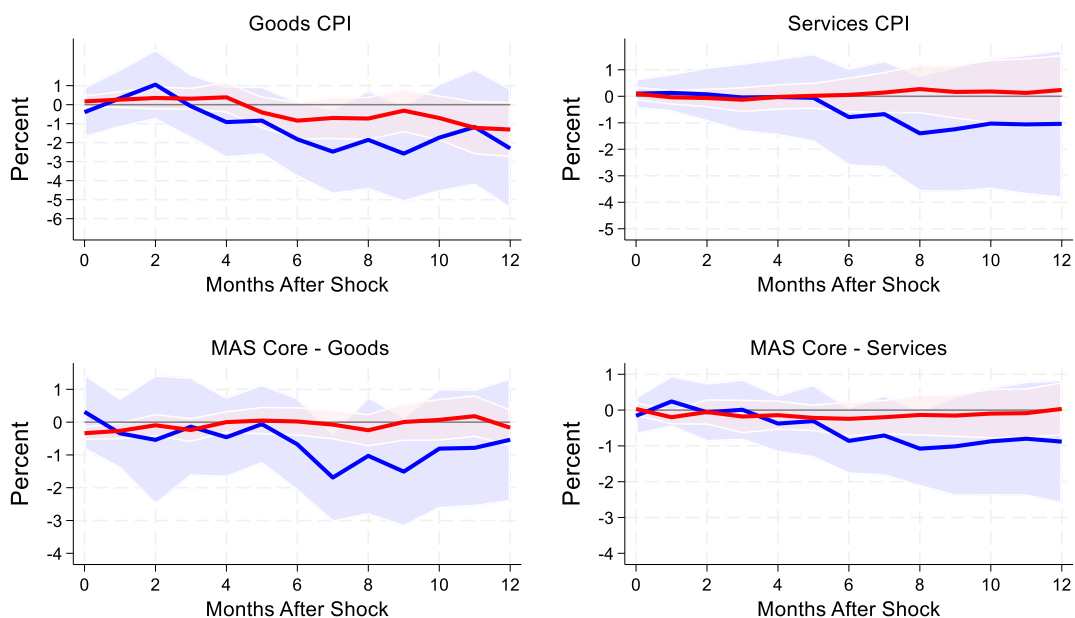 Goods CPI
Percent
1
0
-1
-2
-3
-4
-5
-6
0 2 4 6 8 10 12
Months After Shock
Services CPI
Percent
1
0
-1
-2
-3
-4
-5
0 2 4 6 8 10 12
Months After Shock
MAS Core - Goods
Percent
1
0
-1
-2
-3
-4
0 2 4 6 8 10 12
Months After Shock
MAS Core - Services
Percent
1
0
-1
-2
-3
-4
0 2 4 6 8 10 12
Months After Shock